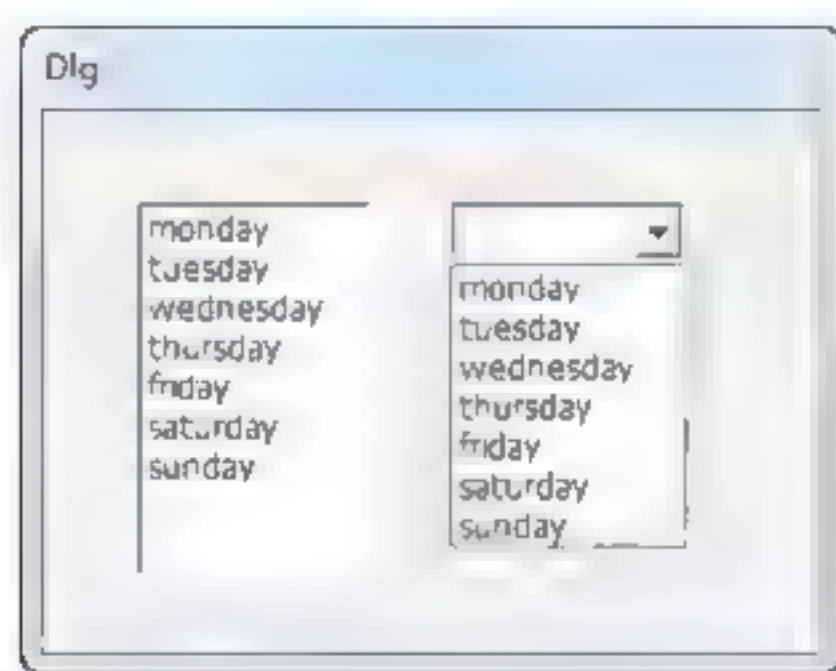 Dlg
monday
tuesday
wednesday
thursday
friday
saturday
sunday
monday
tuesday
wednesday
thursday
friday
saturday
sunday